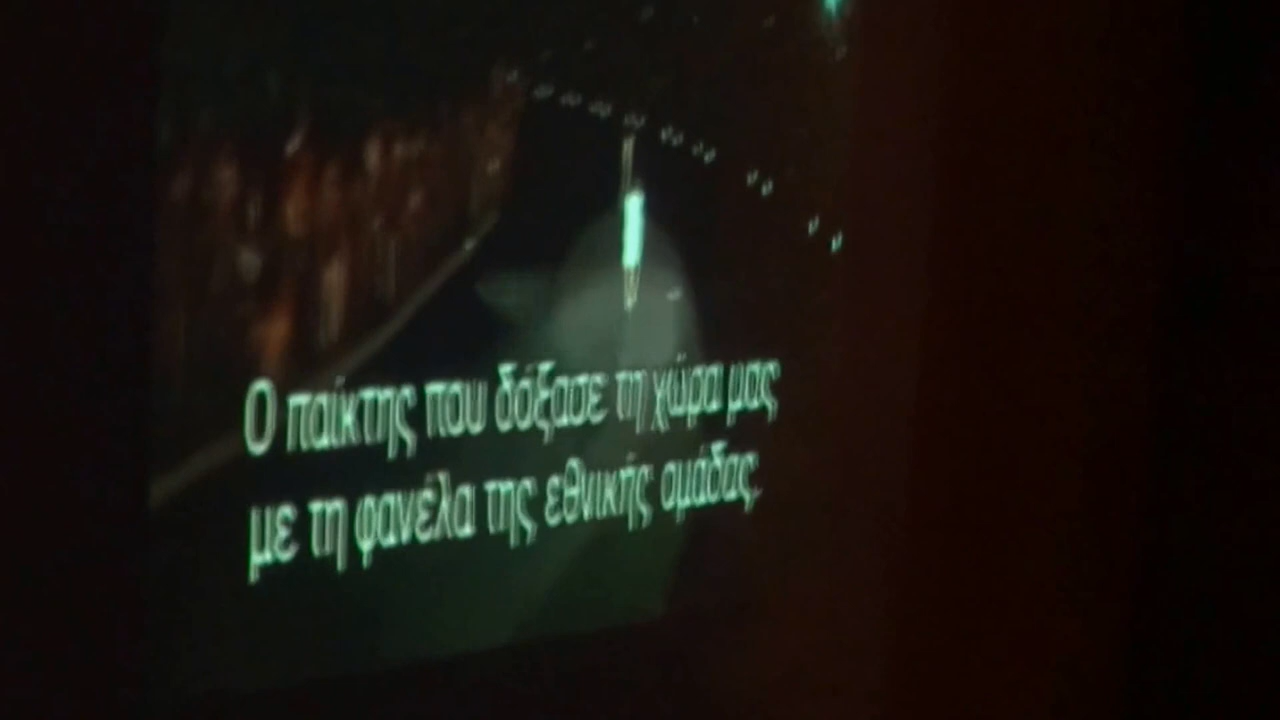 Ο παίκτης που δόξασε τη χώρα μας
με τη φανέλα της εθνικής ομάδας.